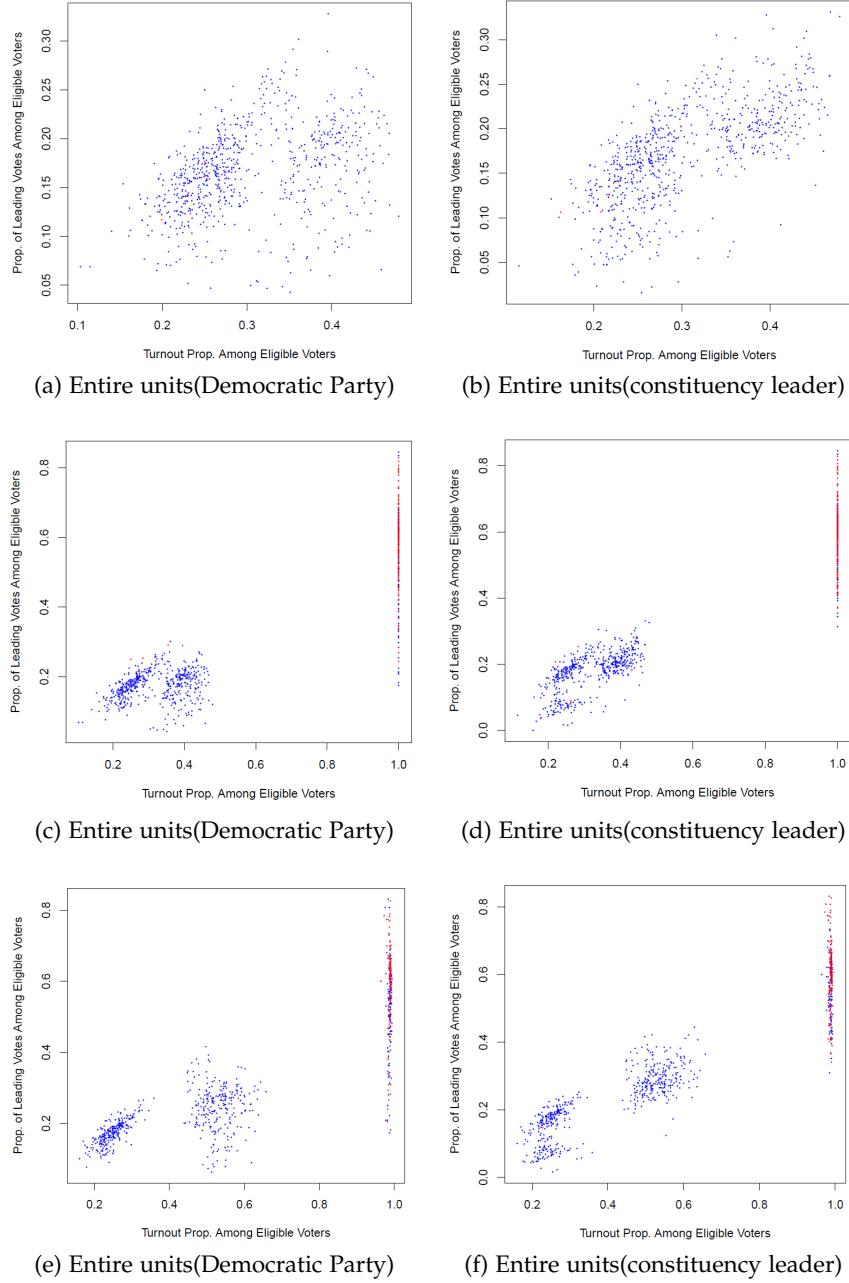 Prop. of Leading Votes Among Eligible Voters
0.05 0.10 0.15 0.20 0.25 0.30
0.1 0.2 0.3 0.4
Turnout Prop. Among Eligible Voters
(a) Entire units(Democratic Party)
Prop. of Leading Votes Among Eligible Voters
0.05 0.10 0.15 0.20 0.25 0.30
0.2 0.3 0.4
Turnout Prop. Among Eligible Voters
(b) Entire units(constituency leader)
Prop. of Leading Votes Among Eligible Voters
0.2 0.4 0.6 0.8
0.2 0.4 0.6 0.8 1.0
Turnout Prop. Among Eligible Voters
(c) Entire units(Democratic Party)
Prop. of Leading Votes Among Eligible Voters
0.0 0.2 0.4 0.6 0.8
0.2 0.4 0.6 0.8 1.0
Turnout Prop. Among Eligible Voters
(d) Entire units(constituency leader)
Prop. of Leading Votes Among Eligible Voters
0.2 0.4 0.6 0.8
0.2 0.4 0.6 0.8 1.0
Turnout Prop. Among Eligible Voters
(e) Entire units(Democratic Party)
Prop. of Leading Votes Among Eligible Voters
0.0 0.2 0.4 0.6 0.8
0.2 0.4 0.6 0.8 1.0
Turnout Prop. Among Eligible Voters
(f) Entire units(constituency leader)